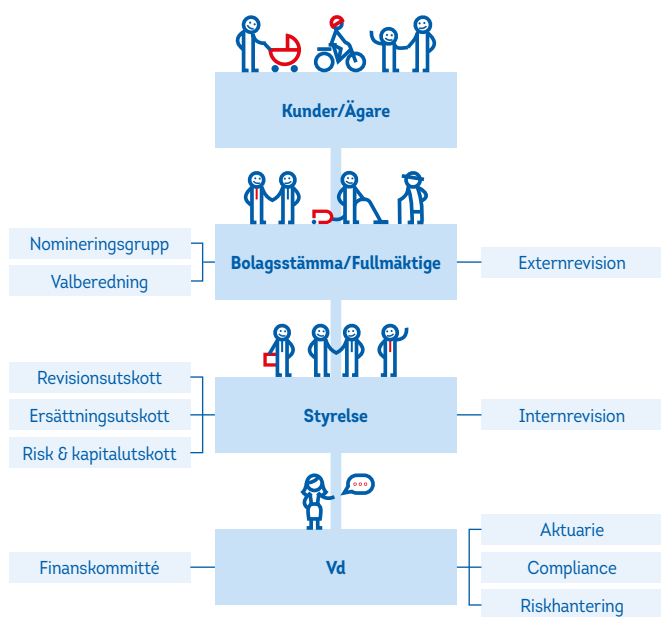 Kunder/Ägare
Nomineringsgrupp
Valberedning
Bolagsstämma/Fullmäktige
Externrevision
Revisionsutskott
Ersättningsutskott
Risk & kapitalutskott
Styrelse
Internrevision
Finanskommitté
Vd
Aktuarie
Compliance
Riskhantering